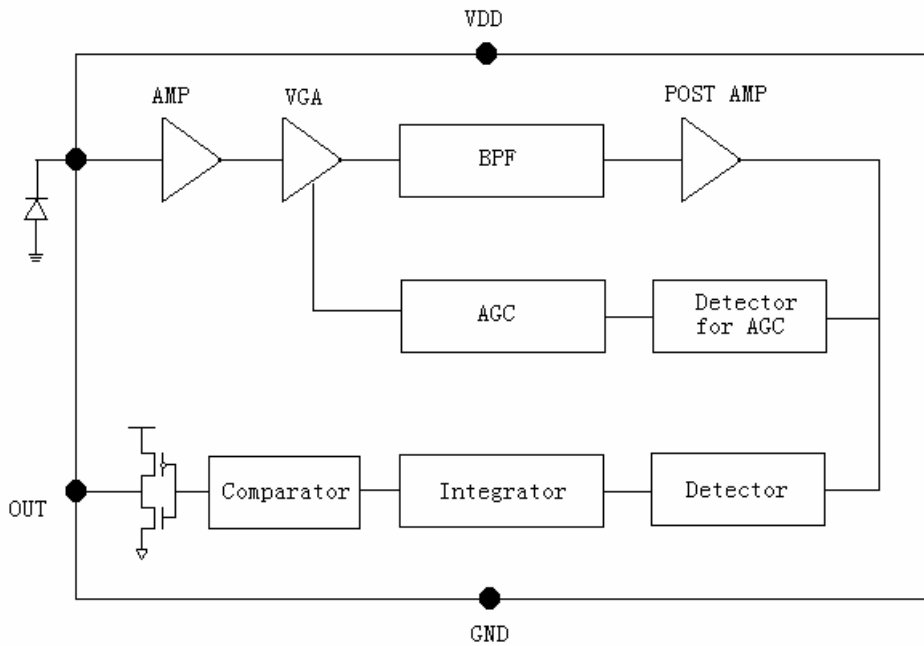 VDD
AMP
VGA
POST AMP
BPF
AGC
Detector
for AGC
OUT
Comparator
Integrator
Detector
GND